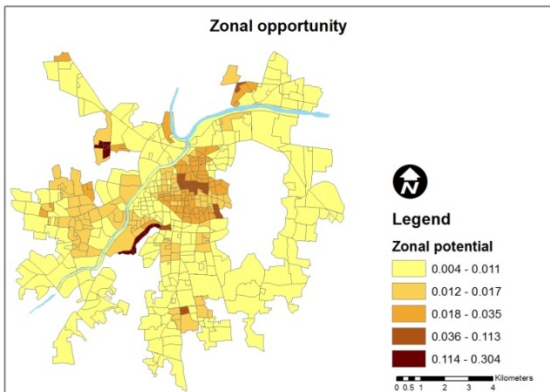 Zonal opportunity
N
Legend
Zonal potential
0.004 - 0.011
0.012 - 0.017
0.018 - 0.035
0.036 - 0.113
0.114 - 0.304
Kilometers
0 0.5 1 2 3 4